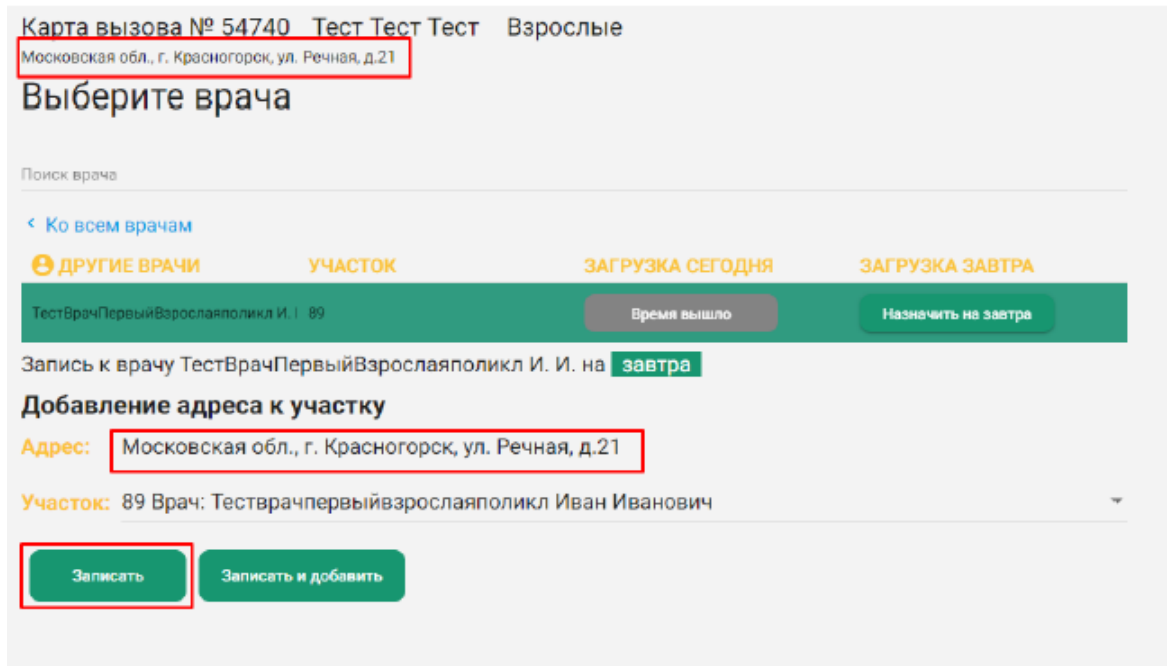 Карта вызова № 54740 Тест Тест Тест Взрослые
Московская обл., г. Красногорск, ул. Речная, д.21
Выберите врача
Поиск врача
< Ко всем врачам
ДРУГИЕ ВРАЧИ УЧАСТОК ЗАГРУЗКА СЕГОДНЯ ЗАГРУЗКА ЗАВТРА
ТестВрачПервыйВзрослаяполикл И. 89 Время вышло Назначить на завтра
Запись к врачу ТестВрачПервыйВзрослаяполикл И. И. на завтра
Добавление адреса к участку
Адрес: Московская обл., г. Красногорск, ул. Речная, д.21
Участок: 89 Врач: Тестврачпервыйвзрослаяполикл Иван Иванович
Записать Записать и добавить